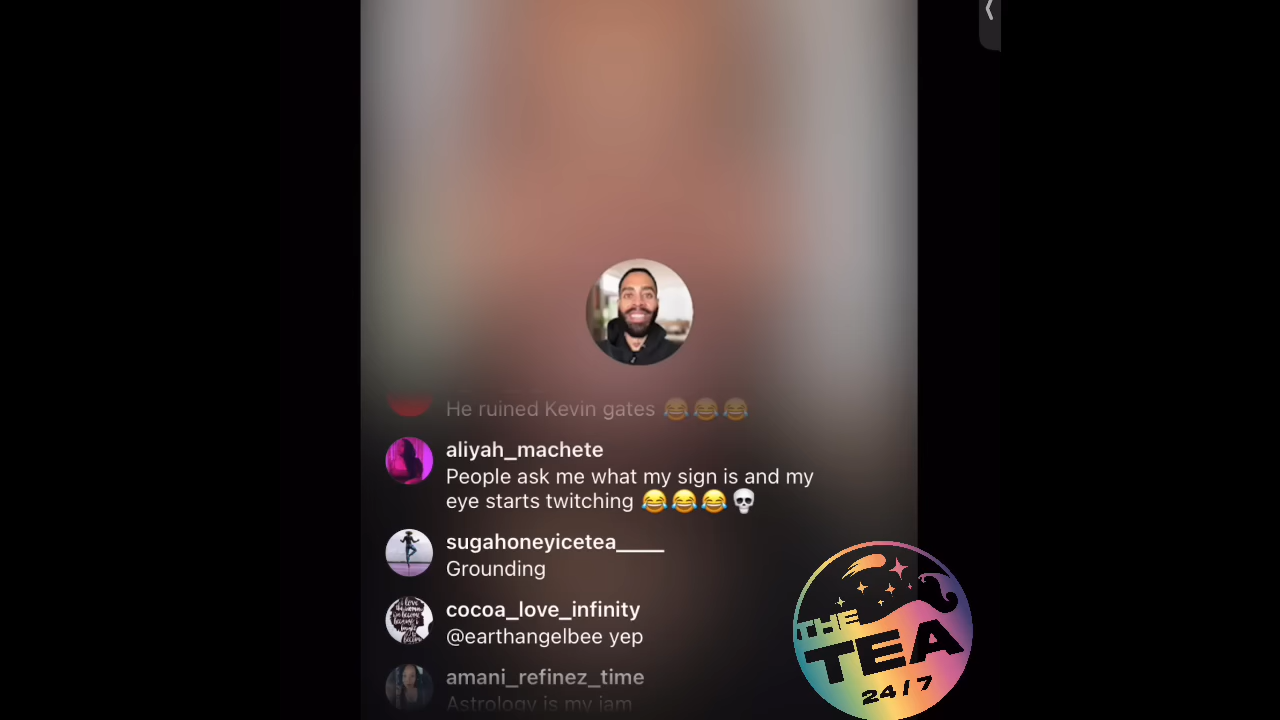 He ruined Kevin gates 😂😂😂
aliyah_machete
People ask me what my sign is and my
eye starts twitching 😂😂😂💀
sugahoneyicetea_____
Grounding
cocoa_love_infinity
@earthangelbee yep
amani_refinez_time
Astrology is my jam
THE
TEA
24/7